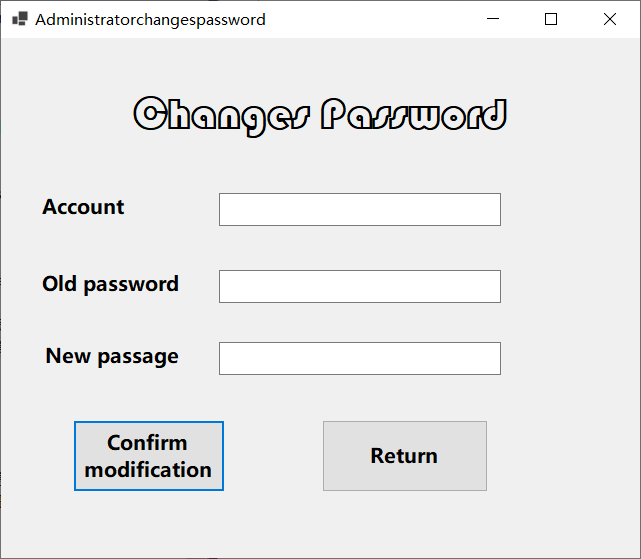 Administratorchangespassword
Changes Password
Account
Old password
New passage
Confirm
modification
Return